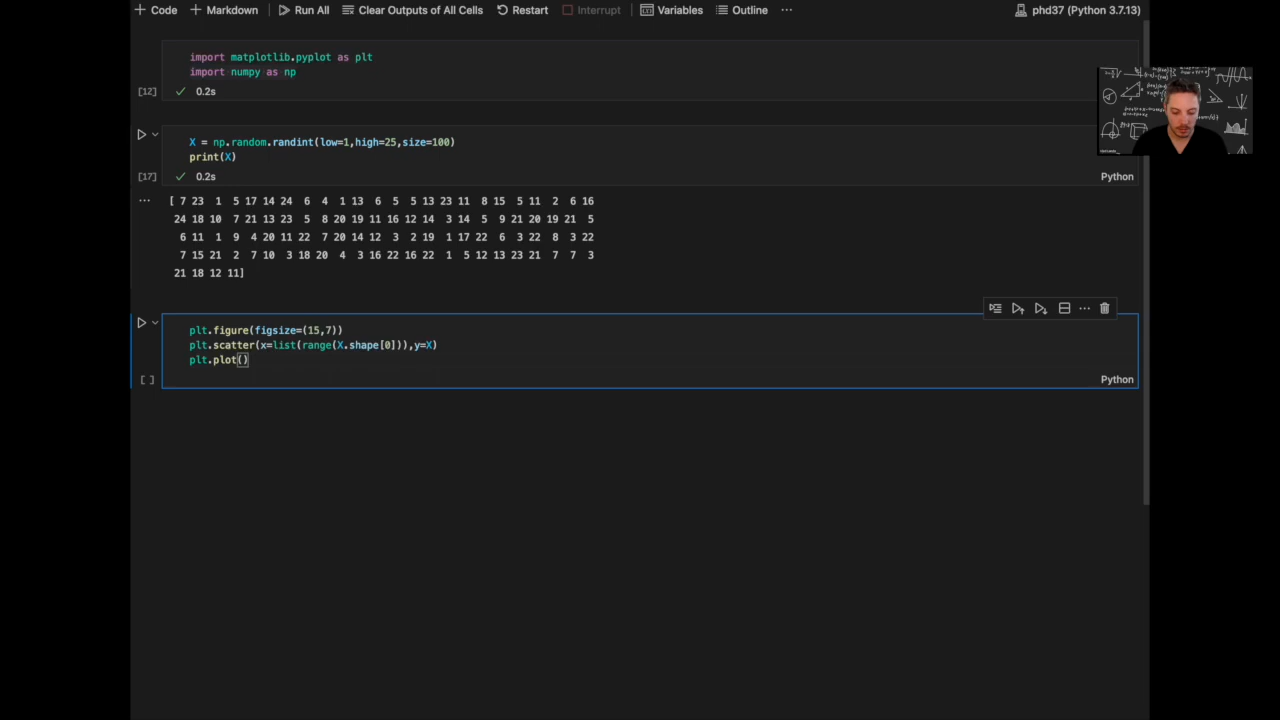 Code Markdown Run All Clear Outputs of All Cells Restart Interrupt Variables Outline ··· phd37 (Python 3.7.13)
import matplotlib.pyplot as plt
import numpy as np
[12] 0.2s
X = np.random.randint(low=1,high=25,size=100)
print(X)
[17] 0.2s Python
[ 7 23 1 5 17 14 24 6 4 1 13 6 5 5 13 23 11 8 15 5 11 2 6 16
24 18 10 7 21 13 23 5 8 20 19 11 16 12 14 3 14 5 9 21 20 19 21 5
6 11 1 9 4 20 11 22 7 20 14 12 3 2 19 1 17 22 6 3 22 8 3 22
7 15 21 2 7 10 3 18 20 4 3 16 22 16 22 1 5 12 13 23 21 7 7 3
21 18 12 11]
plt.figure(figsize=(15,7))
plt.scatter(x=list(range(X.shape[0])),y=X)
plt.plot()
[ ] Python